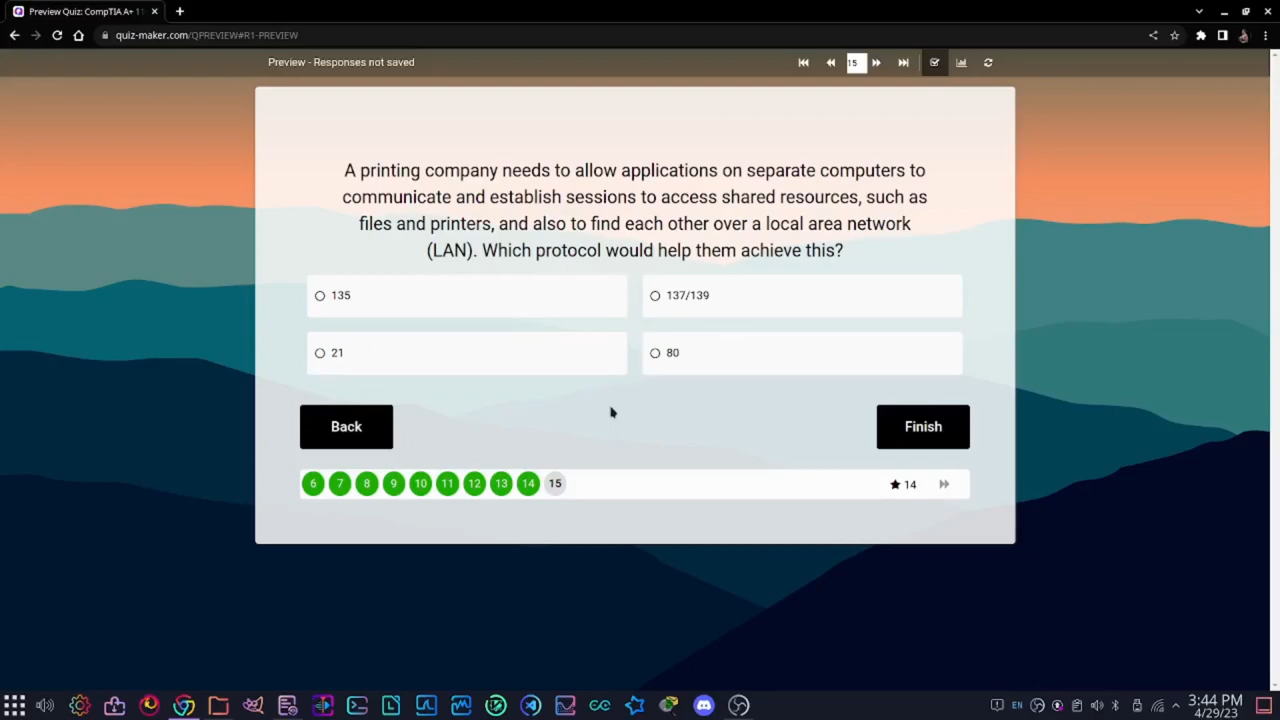 Preview Quiz: CompTIA A+ 11
quiz-maker.com/QPREVIEW#R1-PREVIEW
Preview - Responses not saved
15
A printing company needs to allow applications on separate computers to
communicate and establish sessions to access shared resources, such as
files and printers, and also to find each other over a local area network
(LAN). Which protocol would help them achieve this?
135
137/139
21
80
Back
Finish
6 7 8 9 10 11 12 13 14 15
14
EN
3:44 PM
4/29/23